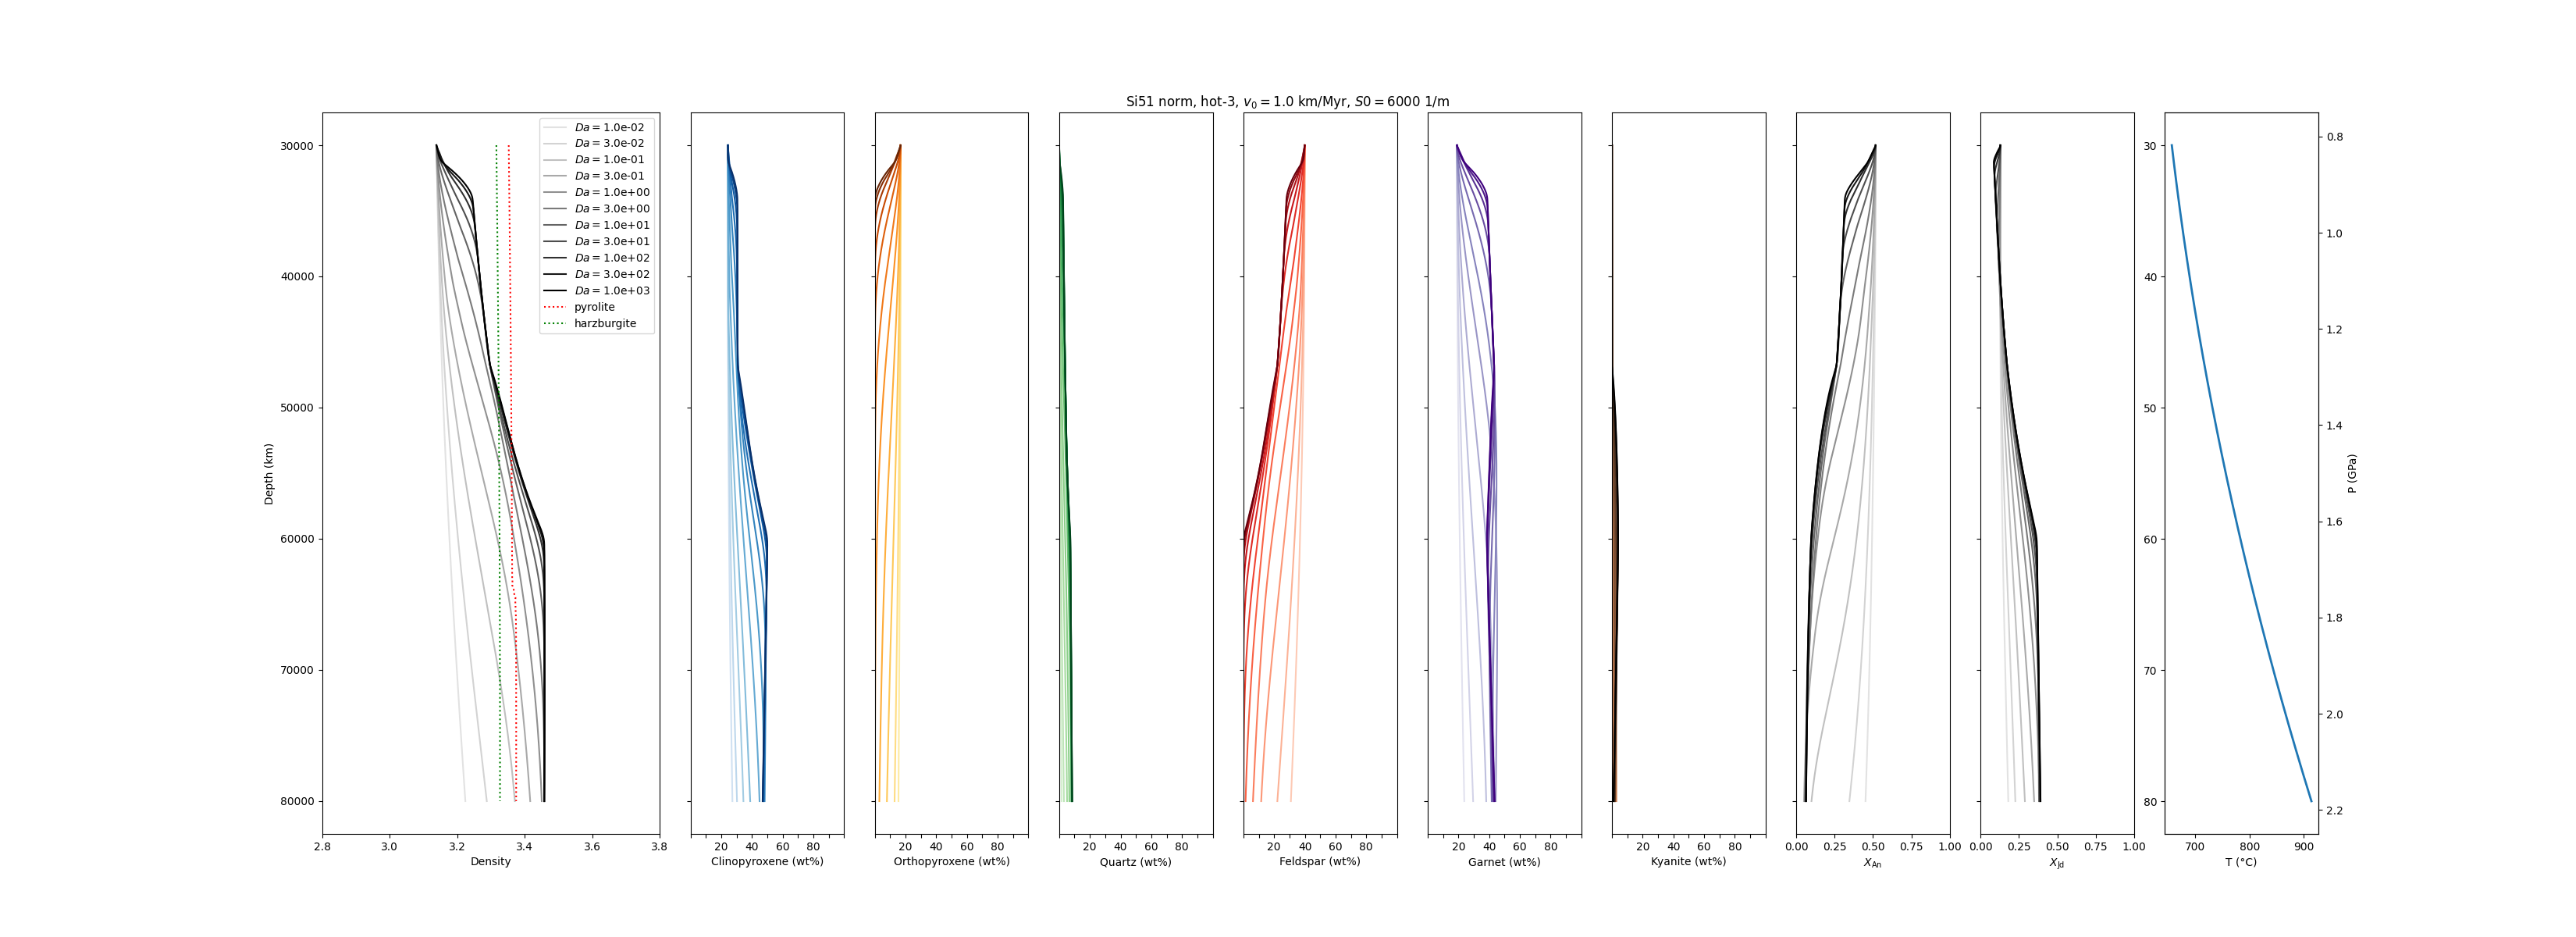 Si51 norm, hot-3, v₀ = 1.0 km/Myr, S0 = 6000 1/m
Da = 1.0e-02
Da = 3.0e-02
Da = 1.0e-01
Da = 3.0e-01
Da = 1.0e+00
Da = 3.0e+00
Da = 1.0e+01
Da = 3.0e+01
Da = 1.0e+02
Da = 3.0e+02
Da = 1.0e+03
pyrolite
harzburgite
Depth (km)
30000
40000
50000
60000
70000
80000
2.8 3.0 3.2 3.4 3.6 3.8
Density
20 40 60 80
Clinopyroxene (wt%)
20 40 60 80
Orthopyroxene (wt%)
20 40 60 80
Quartz (wt%)
20 40 60 80
Feldspar (wt%)
20 40 60 80
Garnet (wt%)
20 40 60 80
Kyanite (wt%)
0.00 0.25 0.50 0.75 1.00
X_An
0.00 0.25 0.50 0.75 1.00
X_Jd
30
40
50
60
70
80
700 800 900
T (°C)
0.8
1.0
1.2
1.4
1.6
1.8
2.0
2.2
P (GPa)